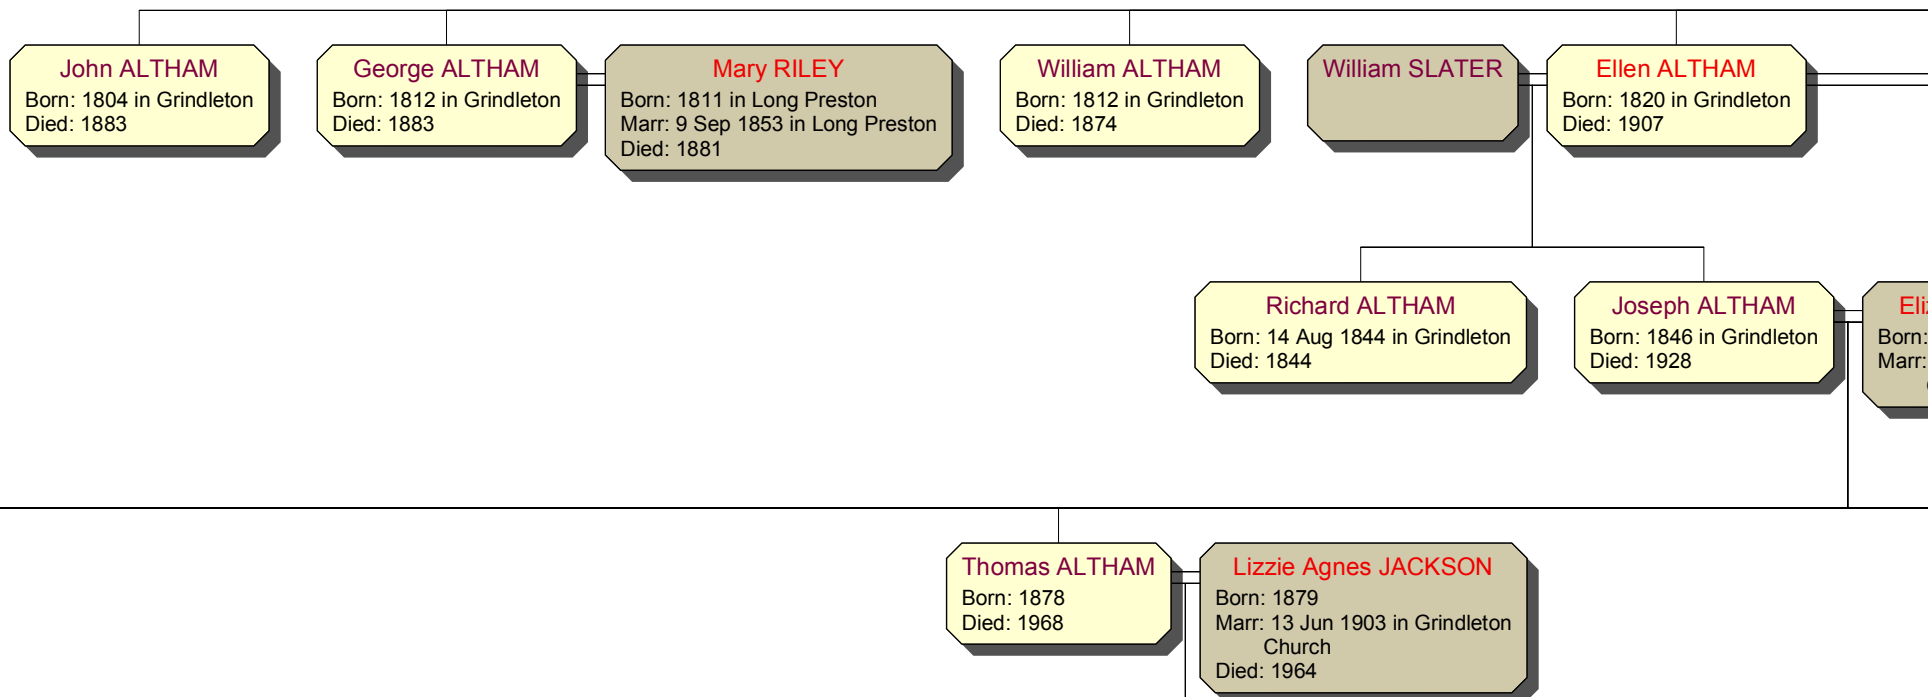 John ALTHAM
Born: 1804 in Grindleton
Died: 1883
George ALTHAM
Born: 1812 in Grindleton
Died: 1883
Mary RILEY
Born: 1811 in Long Preston
Marr: 9 Sep 1853 in Long Preston
Died: 1881
William ALTHAM
Born: 1812 in Grindleton
Died: 1874
William SLATER
Ellen ALTHAM
Born: 1820 in Grindleton
Died: 1907
Richard ALTHAM
Born: 14 Aug 1844 in Grindleton
Died: 1844
Joseph ALTHAM
Born: 1846 in Grindleton
Died: 1928
Born:
Marr:
Thomas ALTHAM
Born: 1878
Died: 1968
Lizzie Agnes JACKSON
Born: 1879
Marr: 13 Jun 1903 in Grindleton
Church
Died: 1964